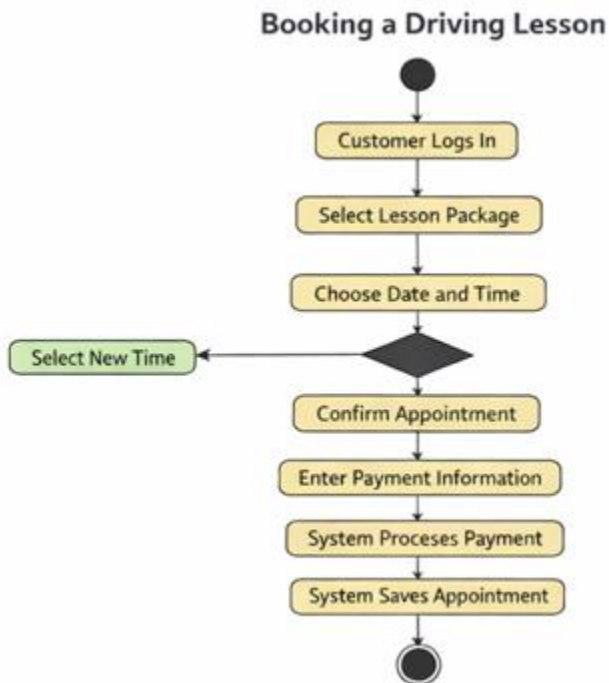 Booking a Driving Lesson
Customer Logs In
Select Lesson Package
Choose Date and Time
Select New Time
Confirm Appointment
Enter Payment Information
System Proceses Payment
System Saves Appointment